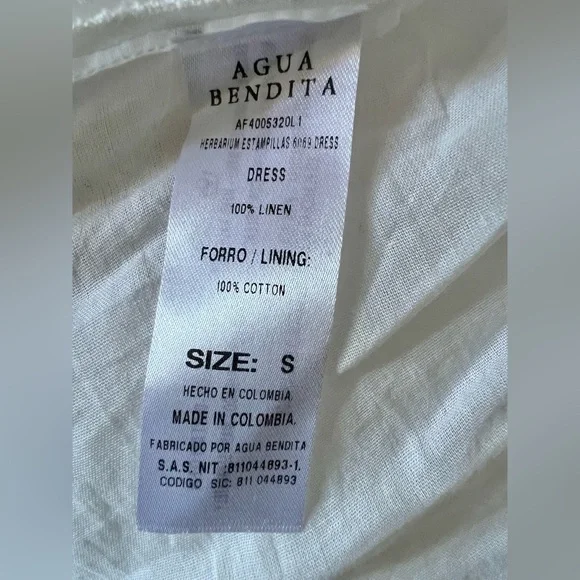 AGUA
BENDITA
AF4005320L1
HERBARIUM ESTAMPILLAS 6069 DRESS
DRESS
100% LINEN
FORRO / LINING:
100% COTTON
SIZE: S
HECHO EN COLOMBIA
MADE IN COLOMBIA.
FABRICADO POR AGUA BENDITA
S.A.S. NIT :811044893-1.
CODIGO SIC: 811 044893